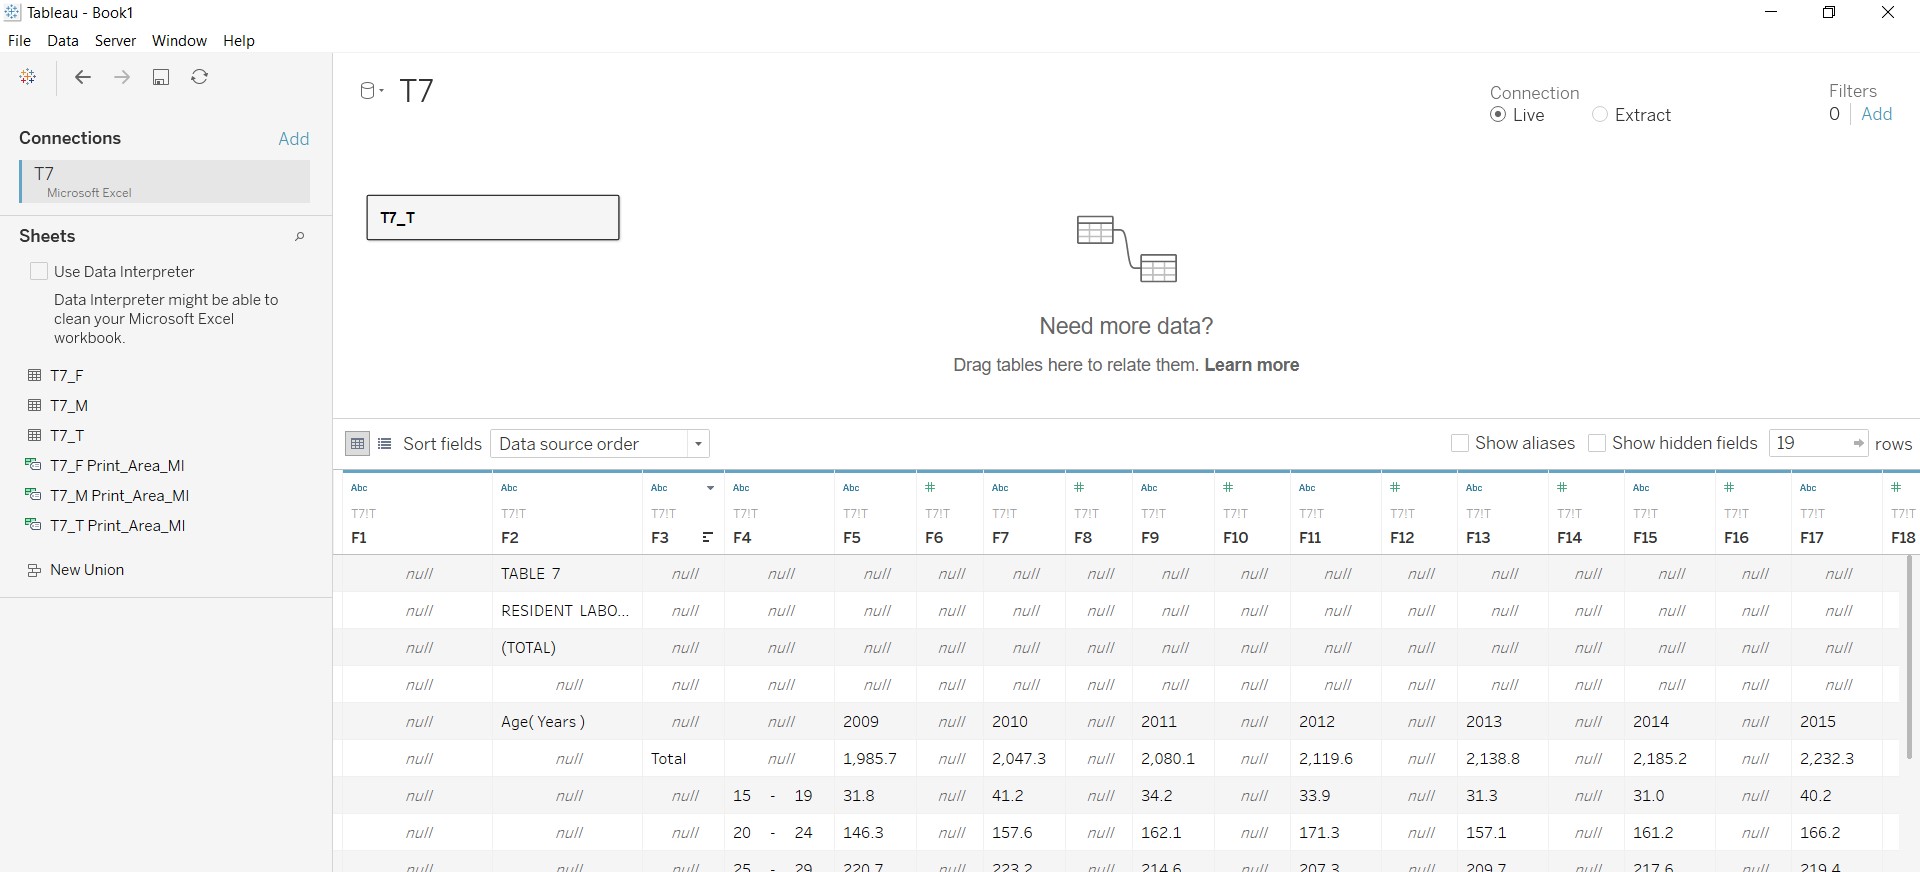 Tableau - Book1
File Data Server Window Help
T7
Connection
Live Extract
Filters
0 Add
Connections Add
T7
Microsoft Excel
T7_T
Sheets
Use Data Interpreter
Data Interpreter might be able to
clean your Microsoft Excel
workbook.
T7_F
T7_M
T7_T
T7_F Print_Area_MI
T7_M Print_Area_MI
T7_T Print_Area_MI
New Union
Need more data?
Drag tables here to relate them. Learn more
Sort fields Data source order Show aliases Show hidden fields 19 rows
Abc Abc Abc Abc Abc # Abc # Abc # Abc # Abc # Abc # Abc #
T7!T T7!T T7!T T7!T T7!T T7!T T7!T T7!T T7!T T7!T T7!T T7!T T7!T T7!T T7!T T7!T T7!T T7!T
F1 F2 F3 F4 F5 F6 F7 F8 F9 F10 F11 F12 F13 F14 F15 F16 F17 F18
null TABLE 7 null null null null null null null null null null null null null null null
null RESIDENT LABO... null null null null null null null null null null null null null null null
null (TOTAL) null null null null null null null null null null null null null null null
null null null null null null null null null null null null null null null null null
null Age( Years ) null null 2009 null 2010 null 2011 null 2012 null 2013 null 2014 null 2015
null null Total null 1,985.7 null 2,047.3 null 2,080.1 null 2,119.6 null 2,138.8 null 2,185.2 null 2,232.3
null null null 15 - 19 31.8 null 41.2 null 34.2 null 33.9 null 31.3 null 31.0 null 40.2
null null null 20 - 24 146.3 null 157.6 null 162.1 null 171.3 null 157.1 null 161.2 null 166.2
null null null 25 - 29 220.7 null 223.2 null 214.6 null 207.3 null 209.7 null 217.6 null 219.4